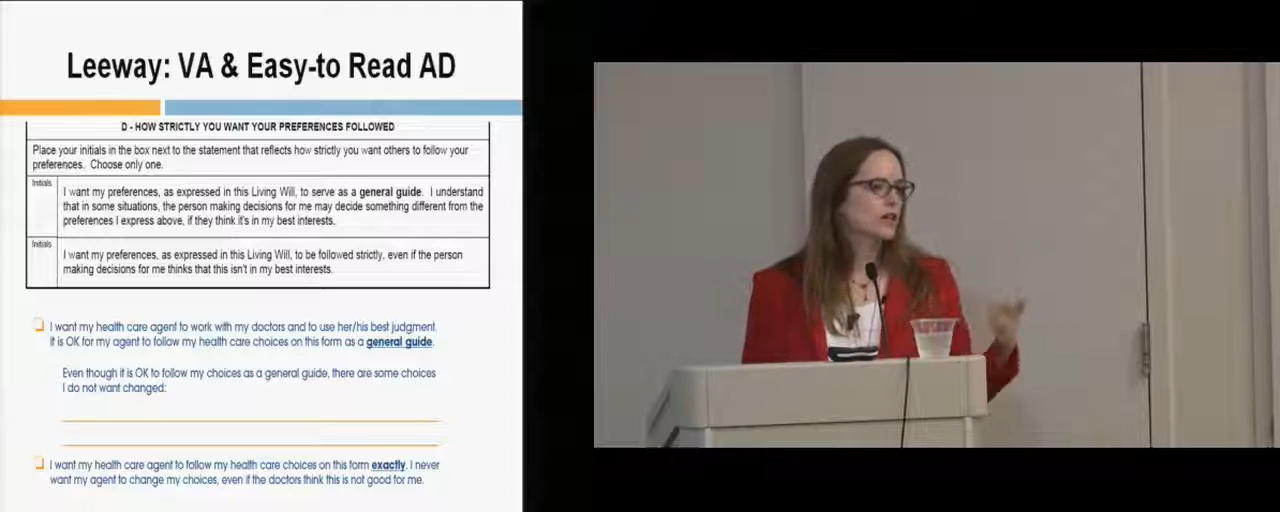 Leeway: VA & Easy-to Read AD
D - HOW STRICTLY YOU WANT YOUR PREFERENCES FOLLOWED
Place your initials in the box next to the statement that reflects how strictly you want others to follow your
preferences. Choose only one.
Initials
I want my preferences, as expressed in this Living Will, to serve as a general guide. I understand
that in some situations, the person making decisions for me may decide something different from the
preferences I express above, if they think it's in my best interests.
Initials
I want my preferences, as expressed in this Living Will, to be followed strictly, even if the person
making decisions for me thinks that this isn't in my best interests.
I want my health care agent to work with my doctors and to use her/his best judgment.
It is OK for my agent to follow my health care choices on this form as a general guide.
Even though it is OK to follow my choices as a general guide, there are some choices
I do not want changed:
I want my health care agent to follow my health care choices on this form exactly. I never
want my agent to change my choices, even if the doctors think this is not good for me.